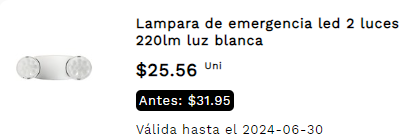 Lampara de emergencia led 2 luces
220lm luz blanca
$25.56 Uni
Antes: $31.95
Válida hasta el 2024-06-30